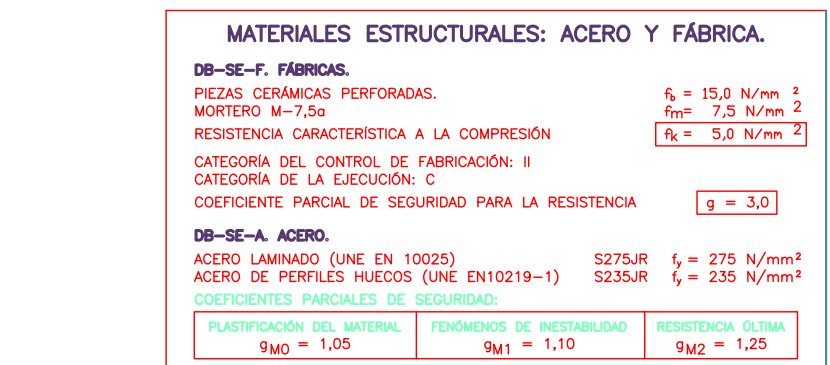 MATERIALES ESTRUCTURALES: ACERO Y FÁBRICA.
DB-SE-F. FÁBRICAS.
PIEZAS CERÁMICAS PERFORADAS. fb = 15,0 N/mm 2
MORTERO M-7,5a fm= 7,5 N/mm 2
RESISTENCIA CARACTERÍSTICA A LA COMPRESIÓN fk = 5,0 N/mm 2
CATEGORÍA DEL CONTROL DE FABRICACIÓN: II
CATEGORÍA DE LA EJECUCIÓN: C
COEFICIENTE PARCIAL DE SEGURIDAD PARA LA RESISTENCIA g = 3,0
DB-SE-A. ACERO.
ACERO LAMINADO (UNE EN 10025) S275JR fy = 275 N/mm²
ACERO DE PERFILES HUECOS (UNE EN10219-1) S235JR fy = 235 N/mm²
COEFICIENTES PARCIALES DE SEGURIDAD:
PLASTIFICACIÓN DEL MATERIAL FENÓMENOS DE INESTABILIDAD RESISTENCIA ÚLTIMA
gM0 = 1,05 gM1 = 1,10 gM2 = 1,25